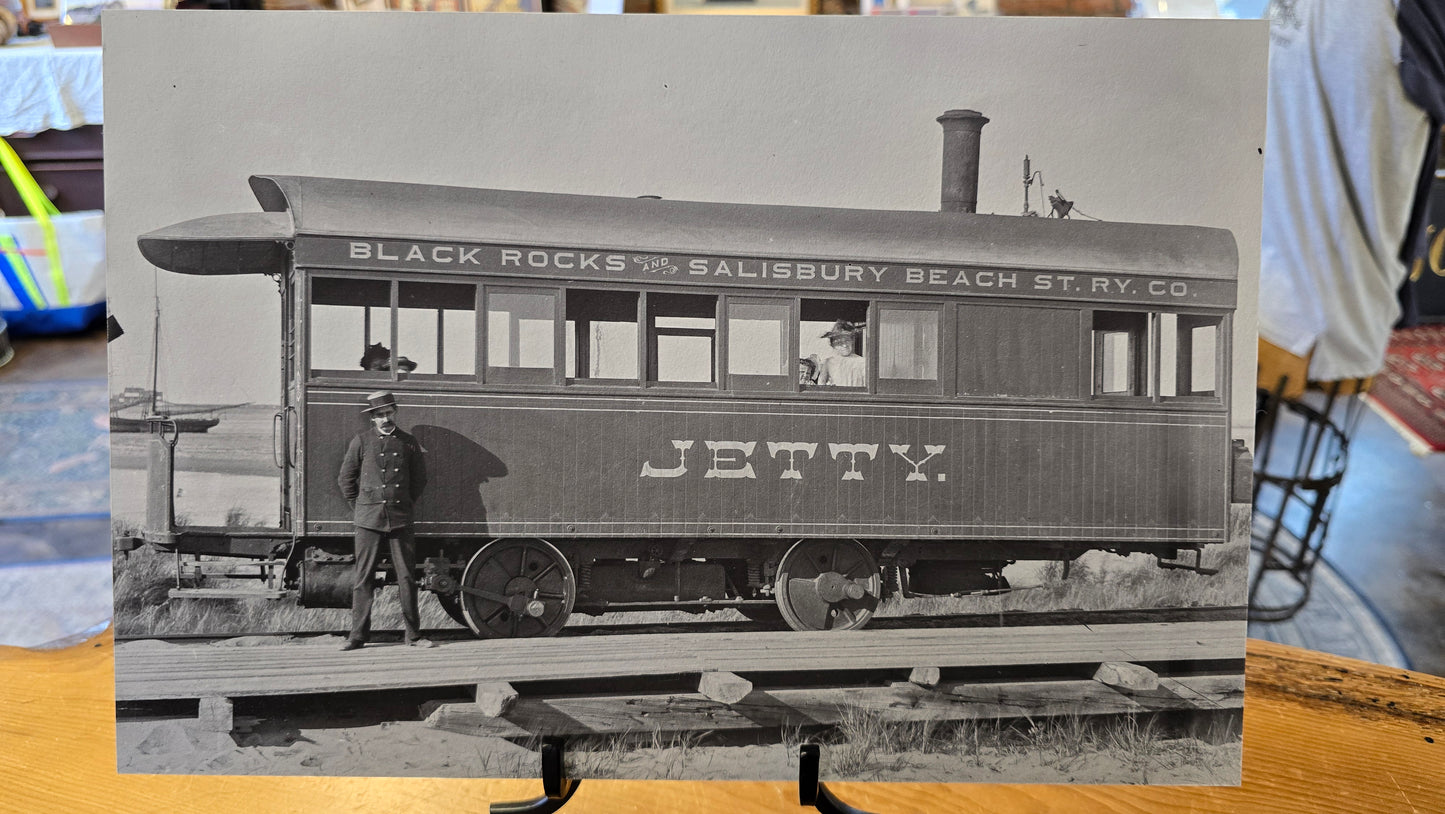 BLACK ROCKS AND SALISBURY BEACH ST. RY. CO.
JETTY.